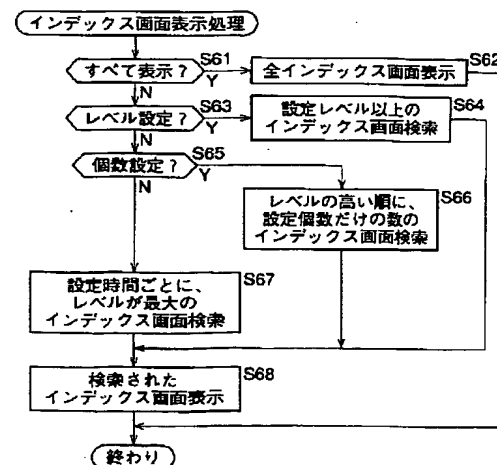 インデックス画面表示処理
すべて表示？
S61
Y
N
全インデックス画面表示
S62
レベル設定？
S63
Y
N
設定レベル以上の
インデックス画面検索
S64
個数設定？
S65
Y
N
レベルの高い順に、
設定個数だけの数の
インデックス画面検索
S66
設定時間ごとに、
レベルが最大の
インデックス画面検索
S67
検索された
インデックス画面表示
S68
終わり